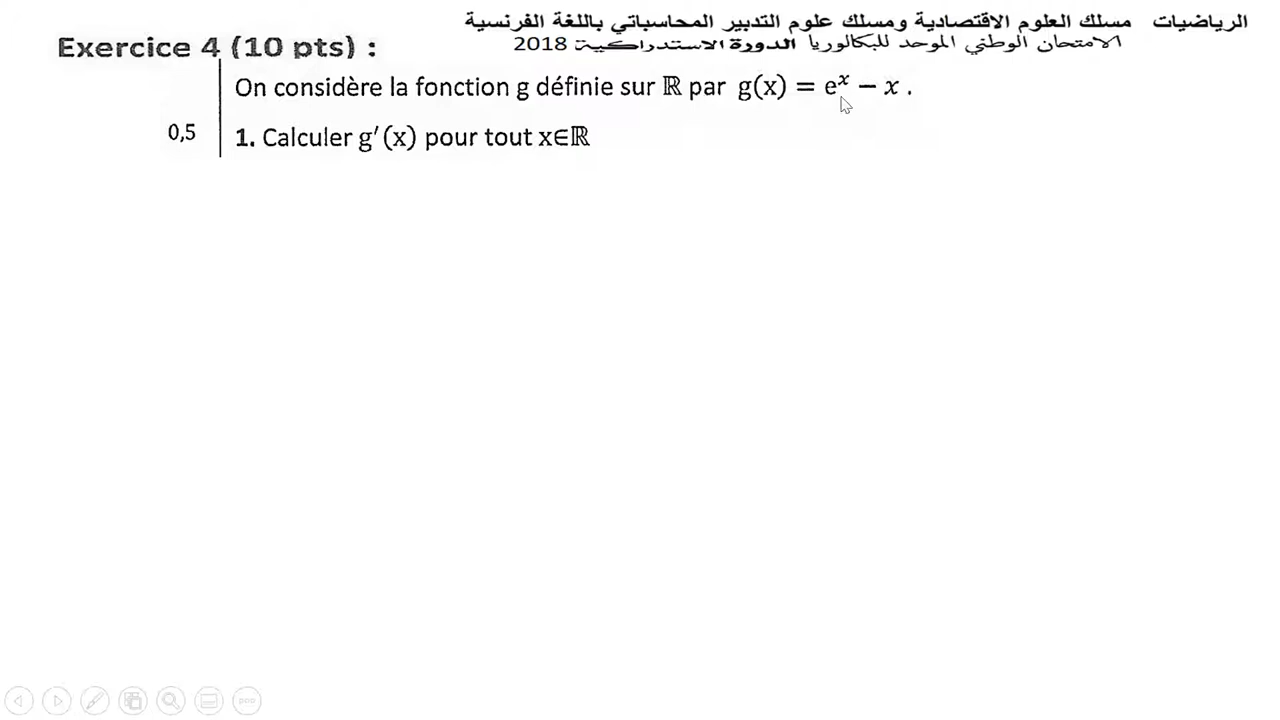 الرياضيات مسلك العلوم الاقتصادية ومسلك علوم التدبير المحاسباتي باللغة الفرنسية
الامتحان الوطني الموحد للبكالوريا الدورة الاستدراكية 2018
Exercice 4 (10 pts) :
On considère la fonction g définie sur ℝ par g(x) = eˣ − x .
0,5
1. Calculer g′(x) pour tout x∈ℝ